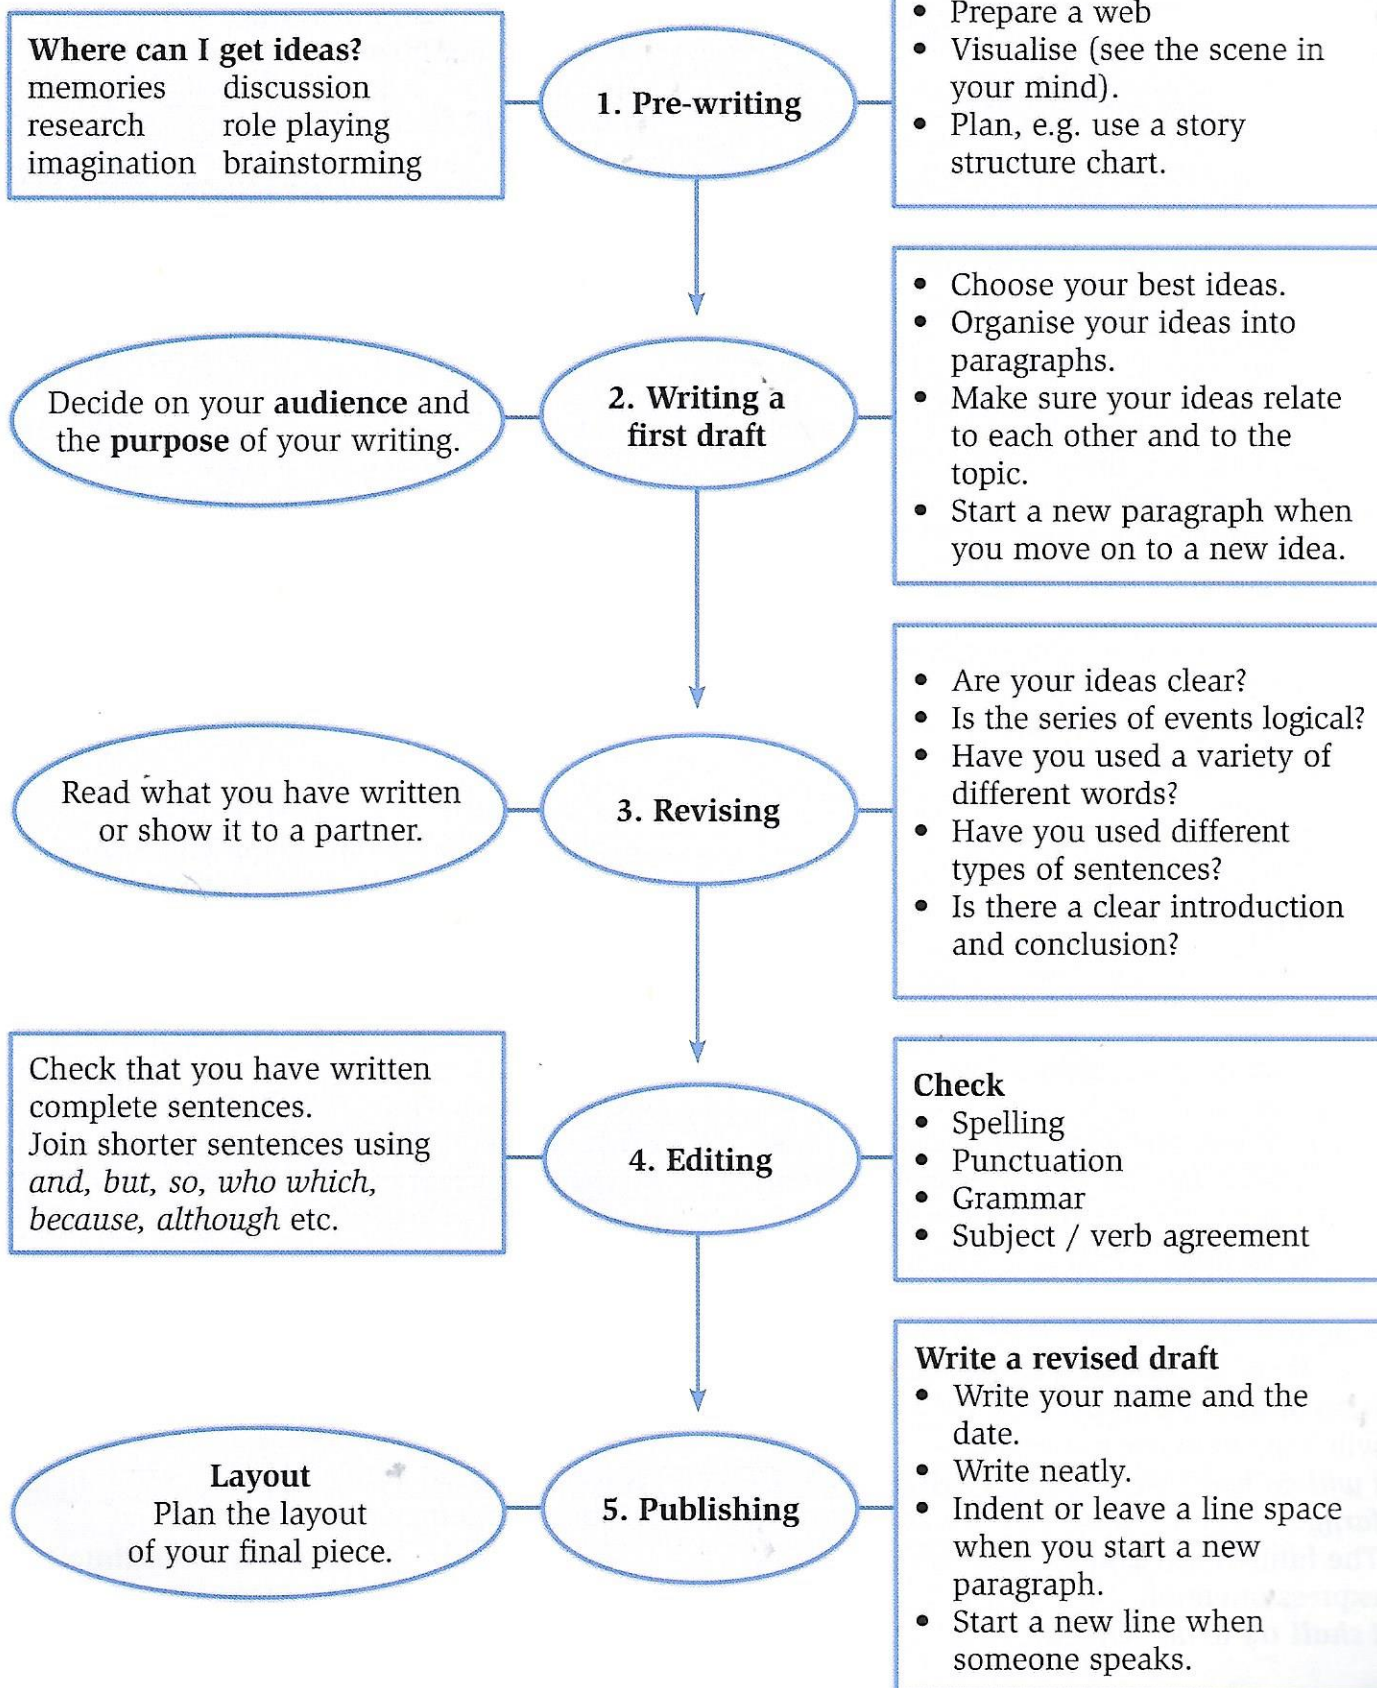 Where can I get ideas?
memories discussion
research role playing
imagination brainstorming
1. Pre-writing
• Prepare a web
• Visualise (see the scene in
your mind).
• Plan, e.g. use a story
structure chart.
Decide on your audience and
the purpose of your writing.
2. Writing a
first draft
• Choose your best ideas.
• Organise your ideas into
paragraphs.
• Make sure your ideas relate
to each other and to the
topic.
• Start a new paragraph when
you move on to a new idea.
Read what you have written
or show it to a partner.
3. Revising
• Are your ideas clear?
• Is the series of events logical?
• Have you used a variety of
different words?
• Have you used different
types of sentences?
• Is there a clear introduction
and conclusion?
Check that you have written
complete sentences.
Join shorter sentences using
and, but, so, who which,
because, although etc.
4. Editing
Check
• Spelling
• Punctuation
• Grammar
• Subject / verb agreement
Layout
Plan the layout
of your final piece.
5. Publishing
Write a revised draft
• Write your name and the
date.
• Write neatly.
• Indent or leave a line space
when you start a new
paragraph.
• Start a new line when
someone speaks.